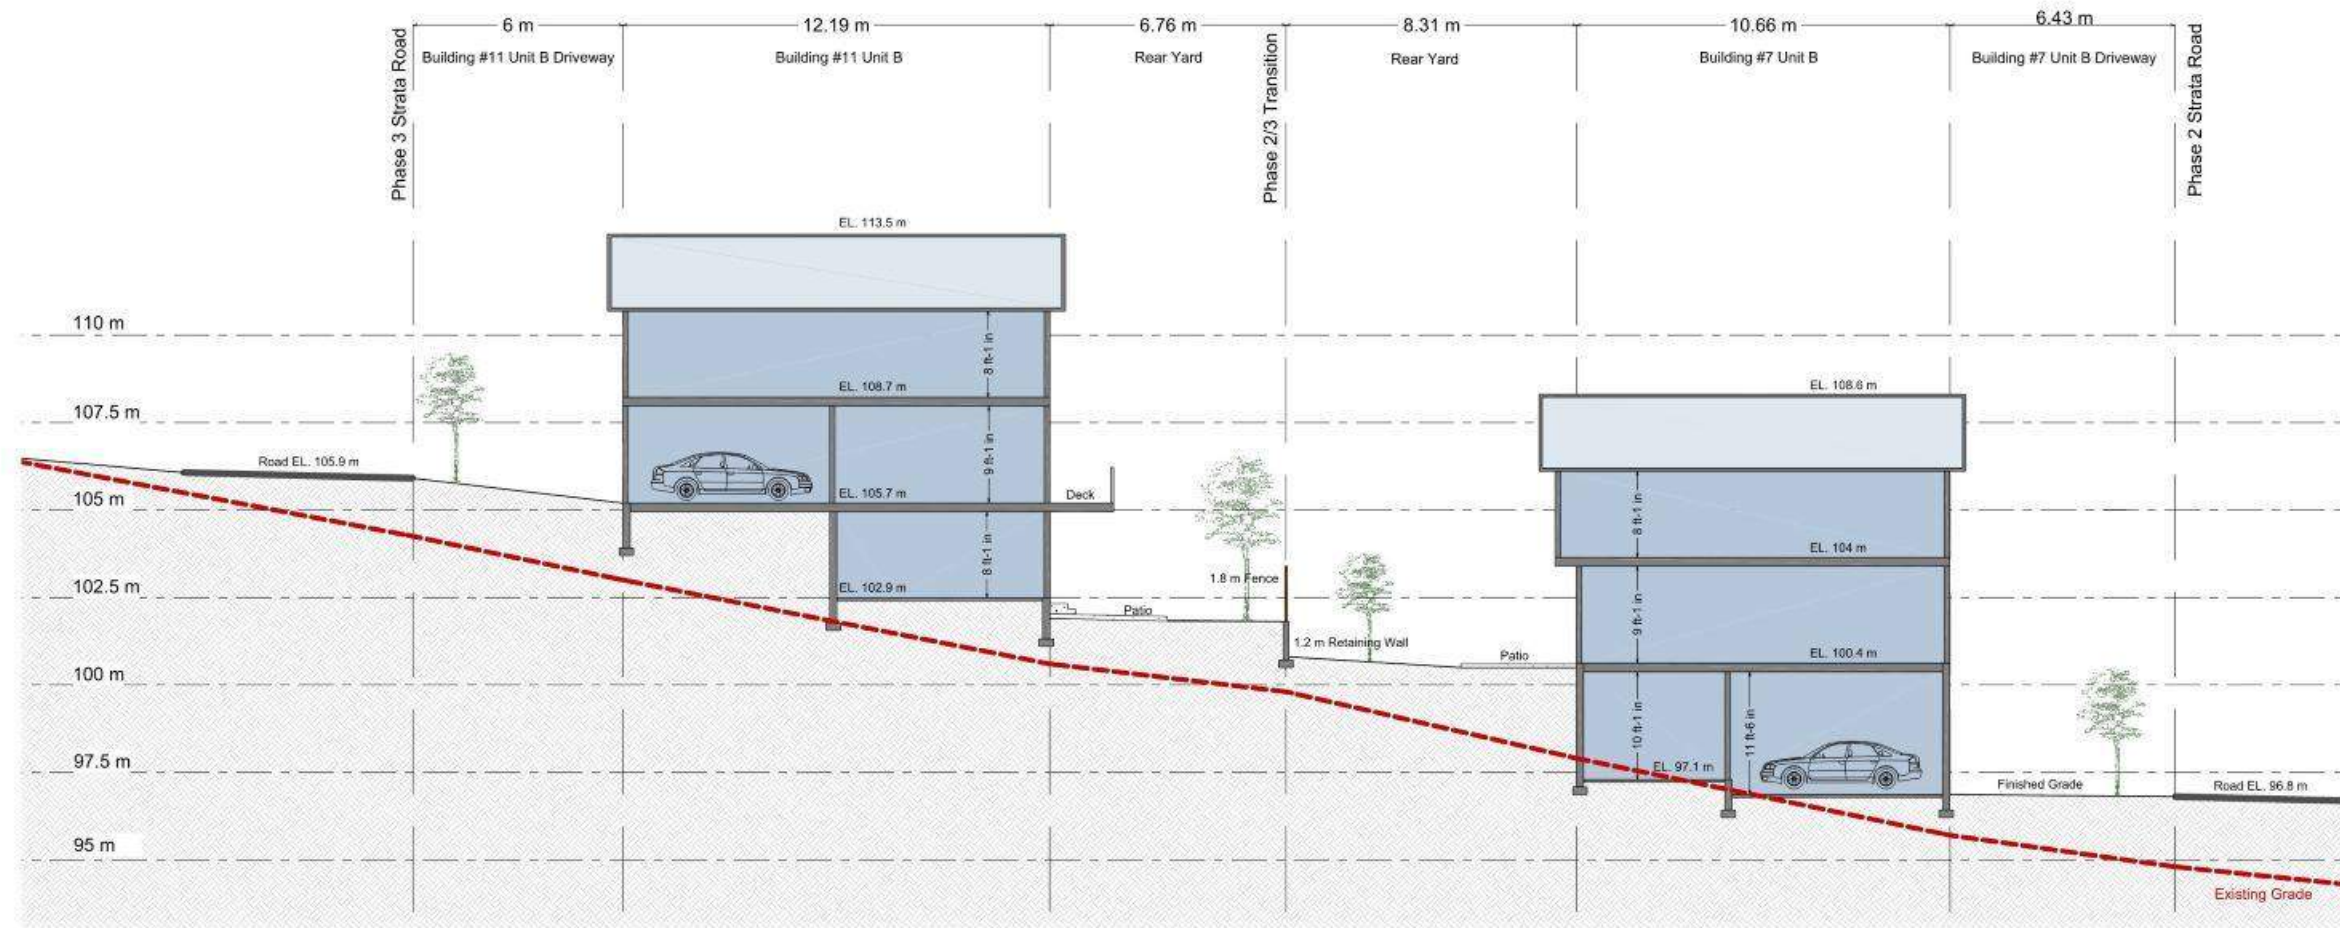 6 m
12.19 m
6.76 m
8.31 m
10.66 m
6.43 m
Building #11 Unit B Driveway
Building #11 Unit B
Rear Yard
Rear Yard
Building #7 Unit B
Building #7 Unit B Driveway
Phase 3 Strata Road
Phase 2/3 Transition
Phase 2 Strata Road
EL. 113.5 m
110 m
8 ft-1 in
EL. 108.7 m
EL. 108.6 m
107.5 m
9 ft-1 in
Road EL. 105.9 m
105 m
EL. 105.7 m
Deck
8 ft-1 in
8 ft-1 in
EL. 104 m
102.5 m
EL. 102.9 m
1.8 m Fence
Patio
9 ft-1 in
1.2 m Retaining Wall
Patio
EL. 100.4 m
100 m
10 ft-1 in
11 ft-6 in
97.5 m
EL. 97.1 m
Finished Grade
Road EL. 96.8 m
95 m
Existing Grade